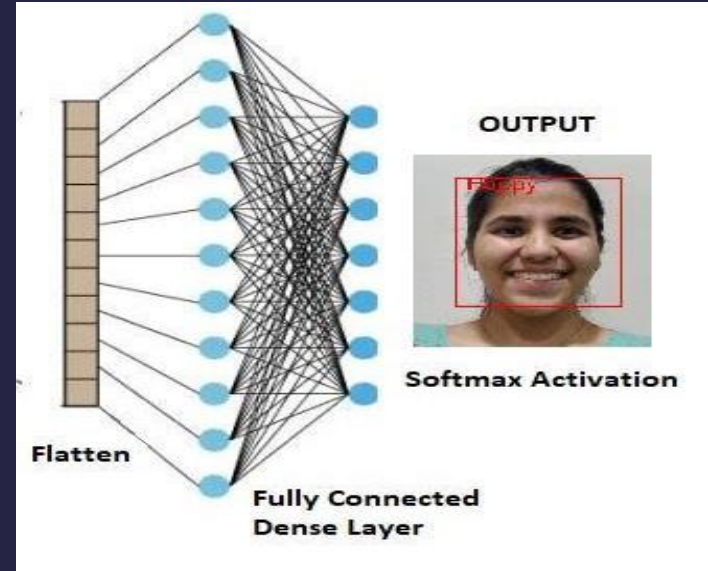 OUTPUT
Happy
Softmax Activation
Flatten
Fully Connected
Dense Layer